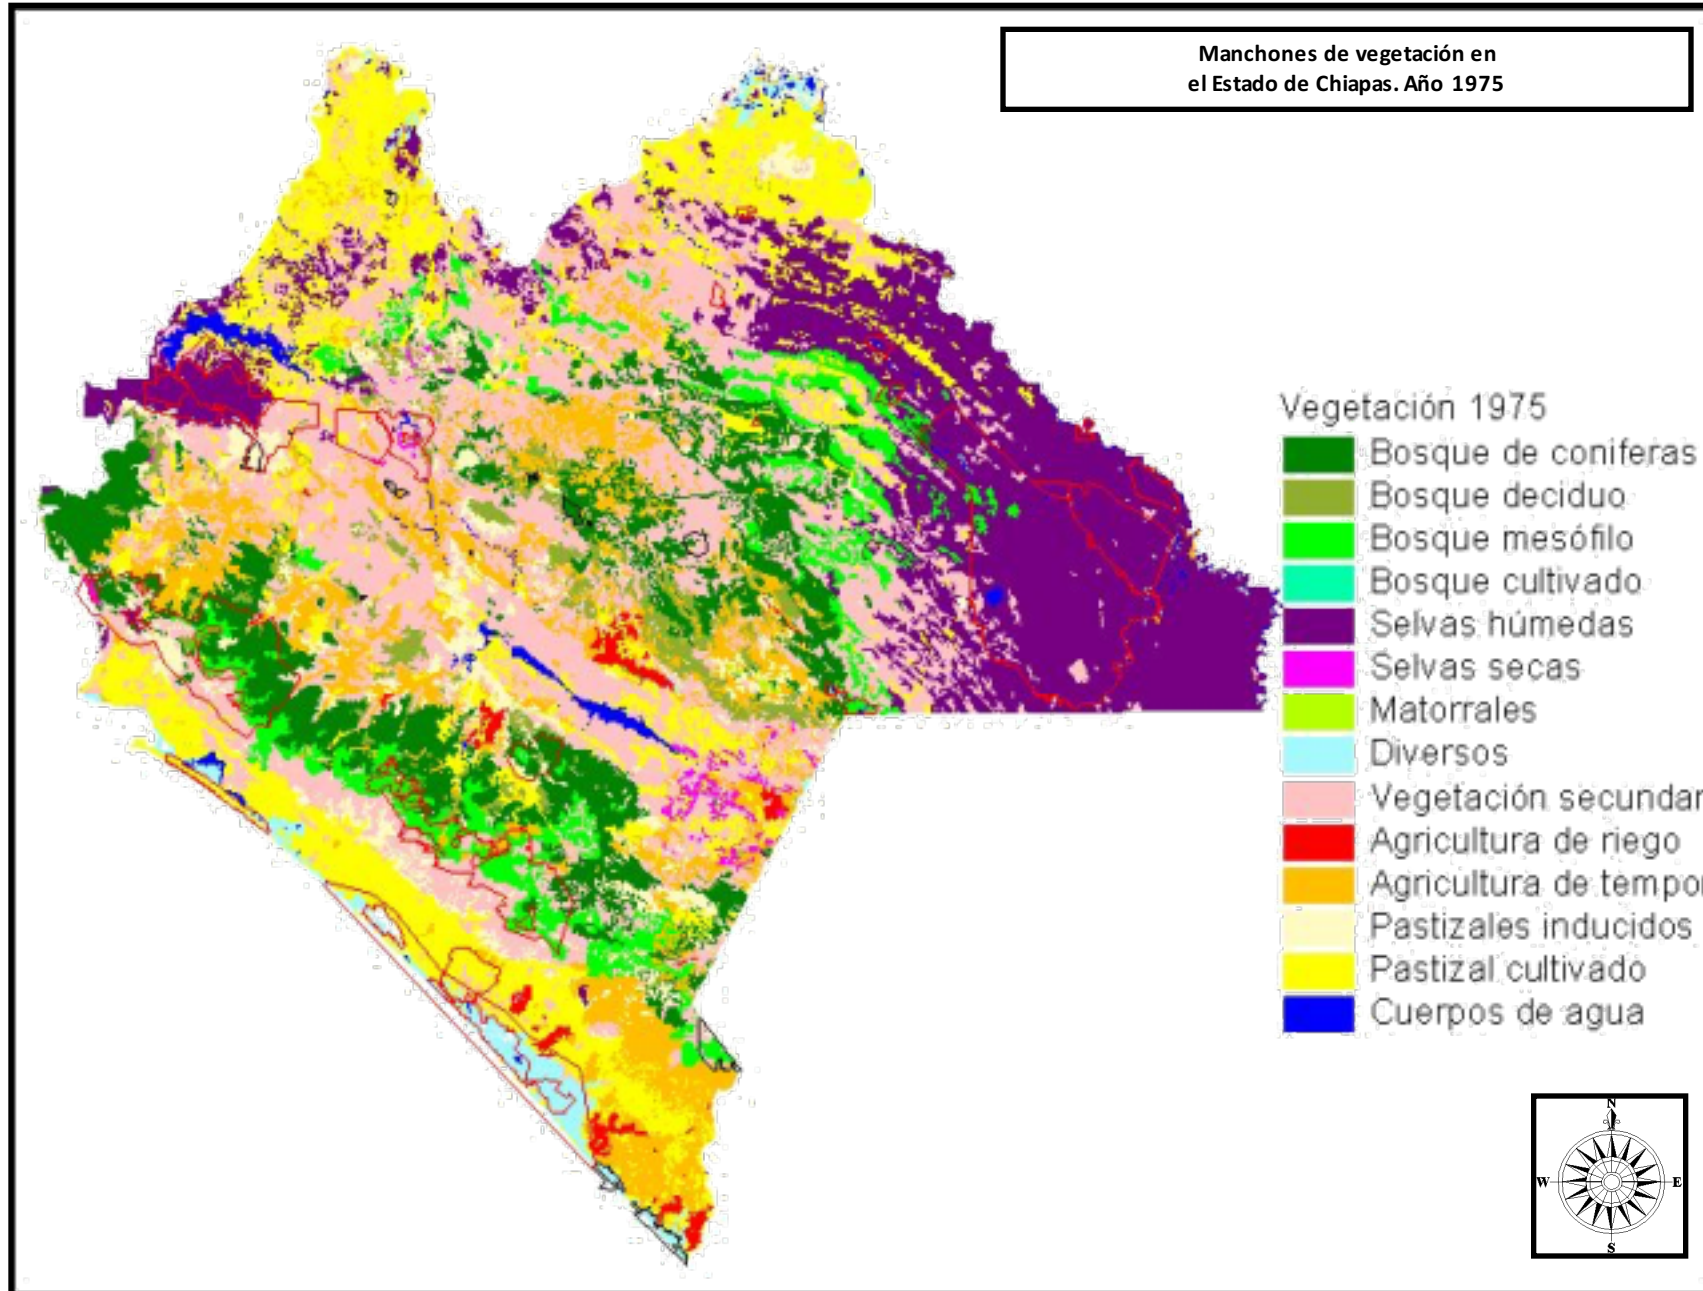 Manchones de vegetación en
el Estado de Chiapas. Año 1975
Vegetación 1975
Bosque de coniferas
Bosque deciduo
Bosque mesófilo
Bosque cultivado
Selvas húmedas
Selvas secas
Matorrales
Diversos
Vegetación secundar
Agricultura de riego
Agricultura de tempor
Pastizales inducidos
Pastizal cultivado
Cuerpos de agua
N
W E
S